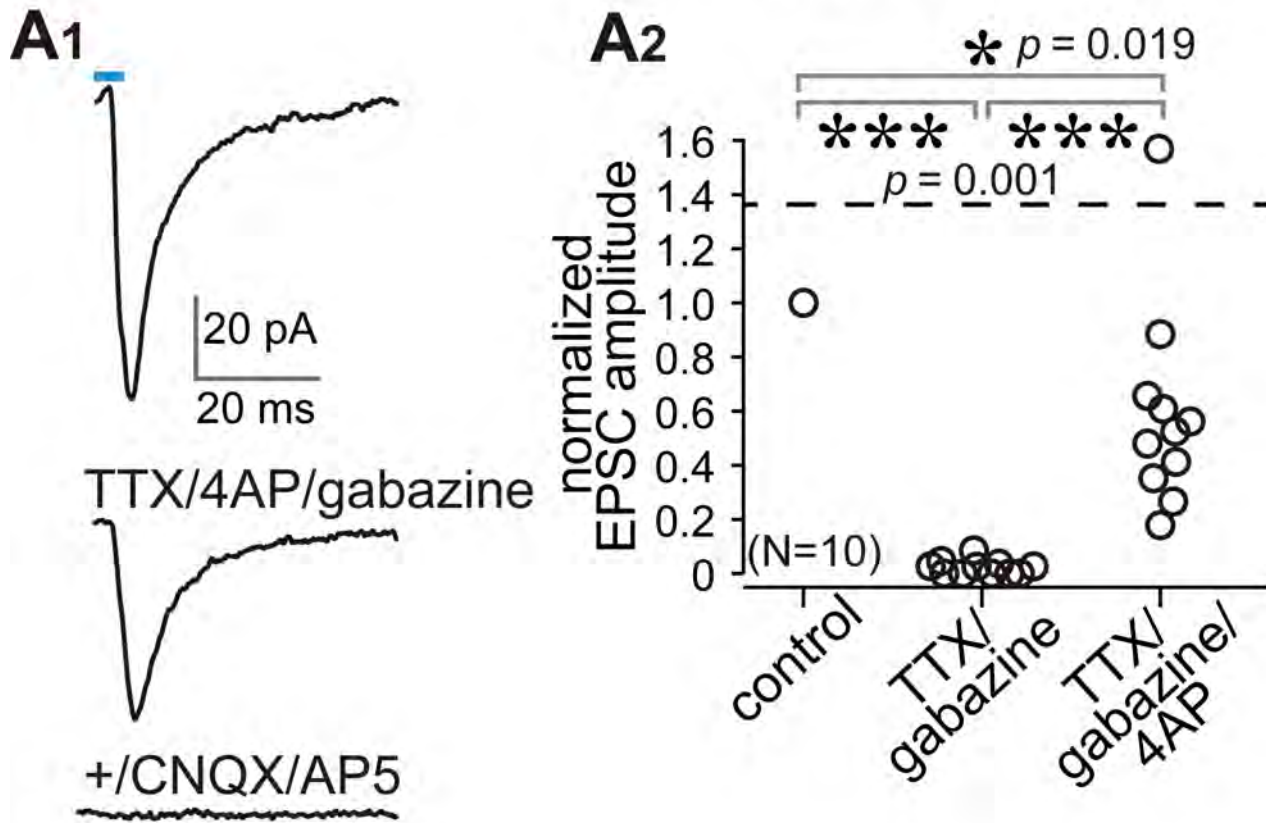 A1
20 pA
20 ms
TTX/4AP/gabazine
+/CNQX/AP5
A2
* p = 0.019
*** ***
p = 0.001
normalized
EPSC amplitude
1.6
1.4
1.2
1.0
0.8
0.6
0.4
0.2
0
(N=10)
control
TTX/
gabazine
TTX/
gabazine/
4AP